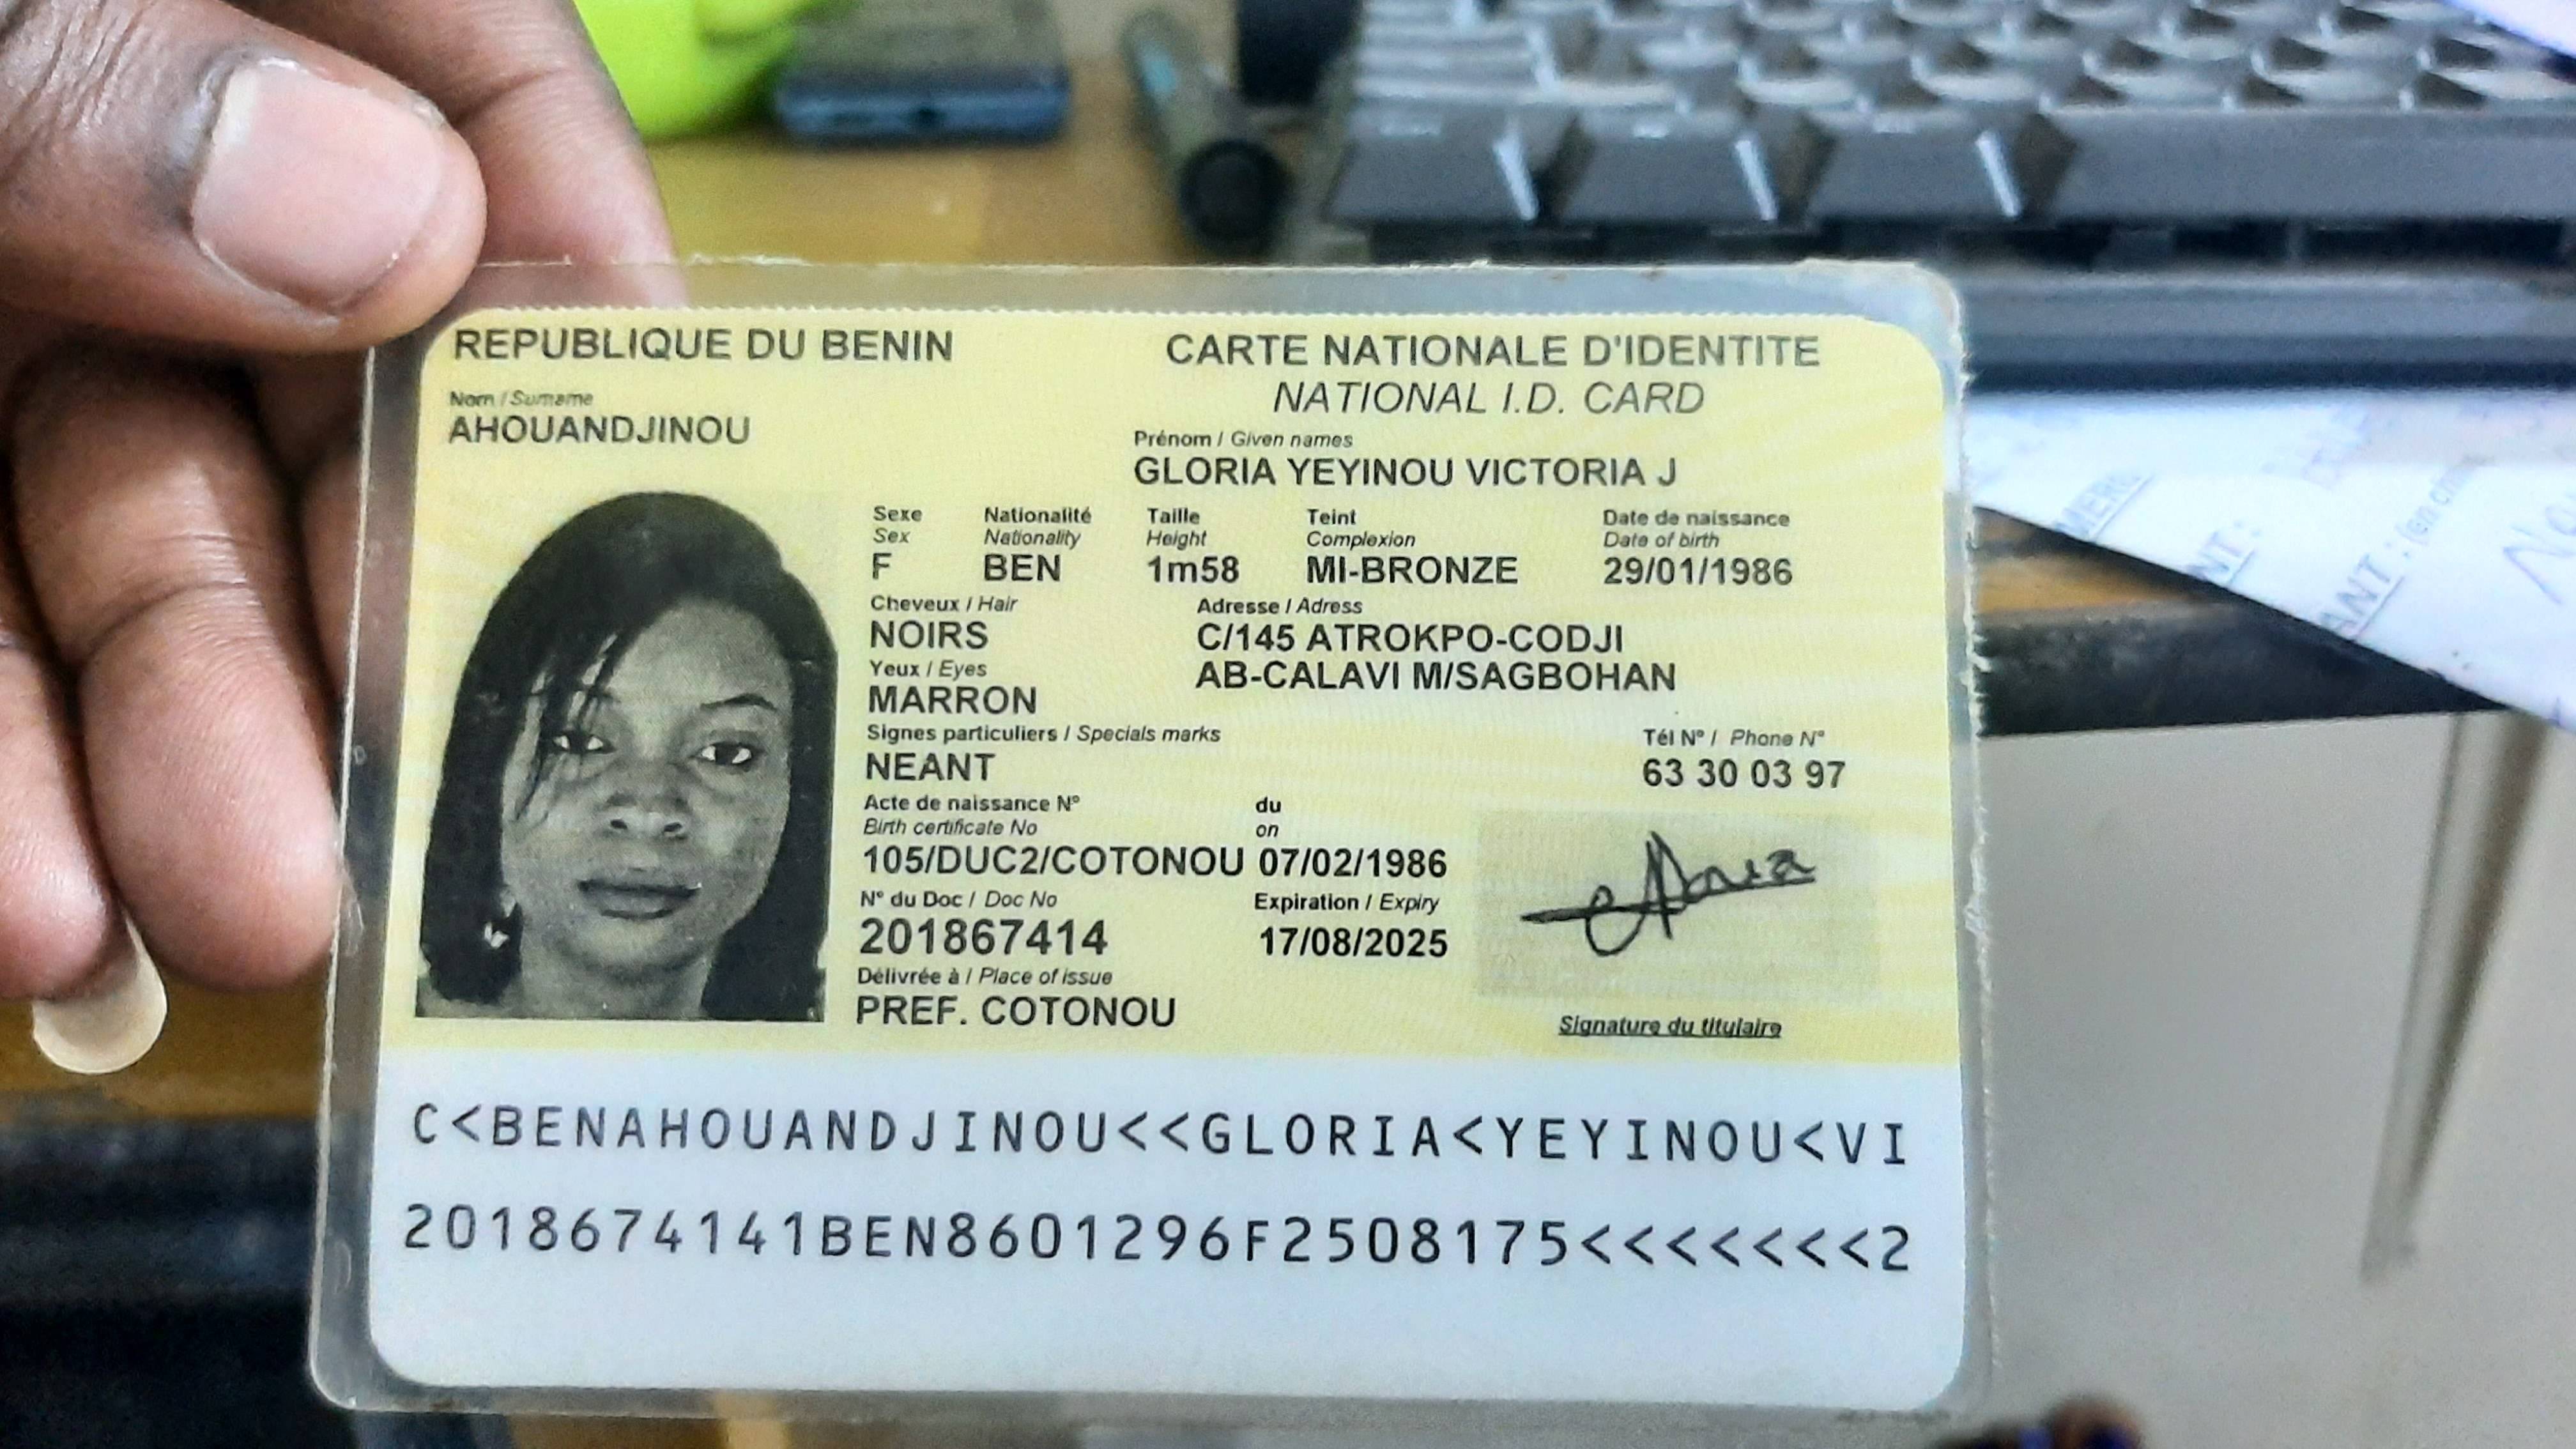 REPUBLIQUE DU BENIN
CARTE NATIONALE D'IDENTITE
NATIONAL I.D. CARD
Nom / Surname
AHOUANDJINOU
Prénom / Given names
GLORIA YEYINOU VICTORIA J
Sexe Nationalité Taille Teint Date de naissance
Sex Nationality Height Complexion Date of birth
F BEN 1m58 MI-BRONZE 29/01/1986
Cheveux / Hair Adresse / Adress
NOIRS C/145 ATROKPO-CODJI
Yeux / Eyes AB-CALAVI M/SAGBOHAN
MARRON
Signes particuliers / Specials marks Tél N° / Phone N°
NEANT 63 30 03 97
Acte de naissance N° du
Birth certificate No on
105/DUC2/COTONOU 07/02/1986
N° du Doc / Doc No Expiration / Expiry
201867414 17/08/2025
Délivrée à / Place of issue
PREF. COTONOU
Signature du titulaire
C<BENAHOUANDJINOU<<GLORIA<YEYINOU<VI
2018674141BEN8601296F2508175<<<<<<<2
ANT :